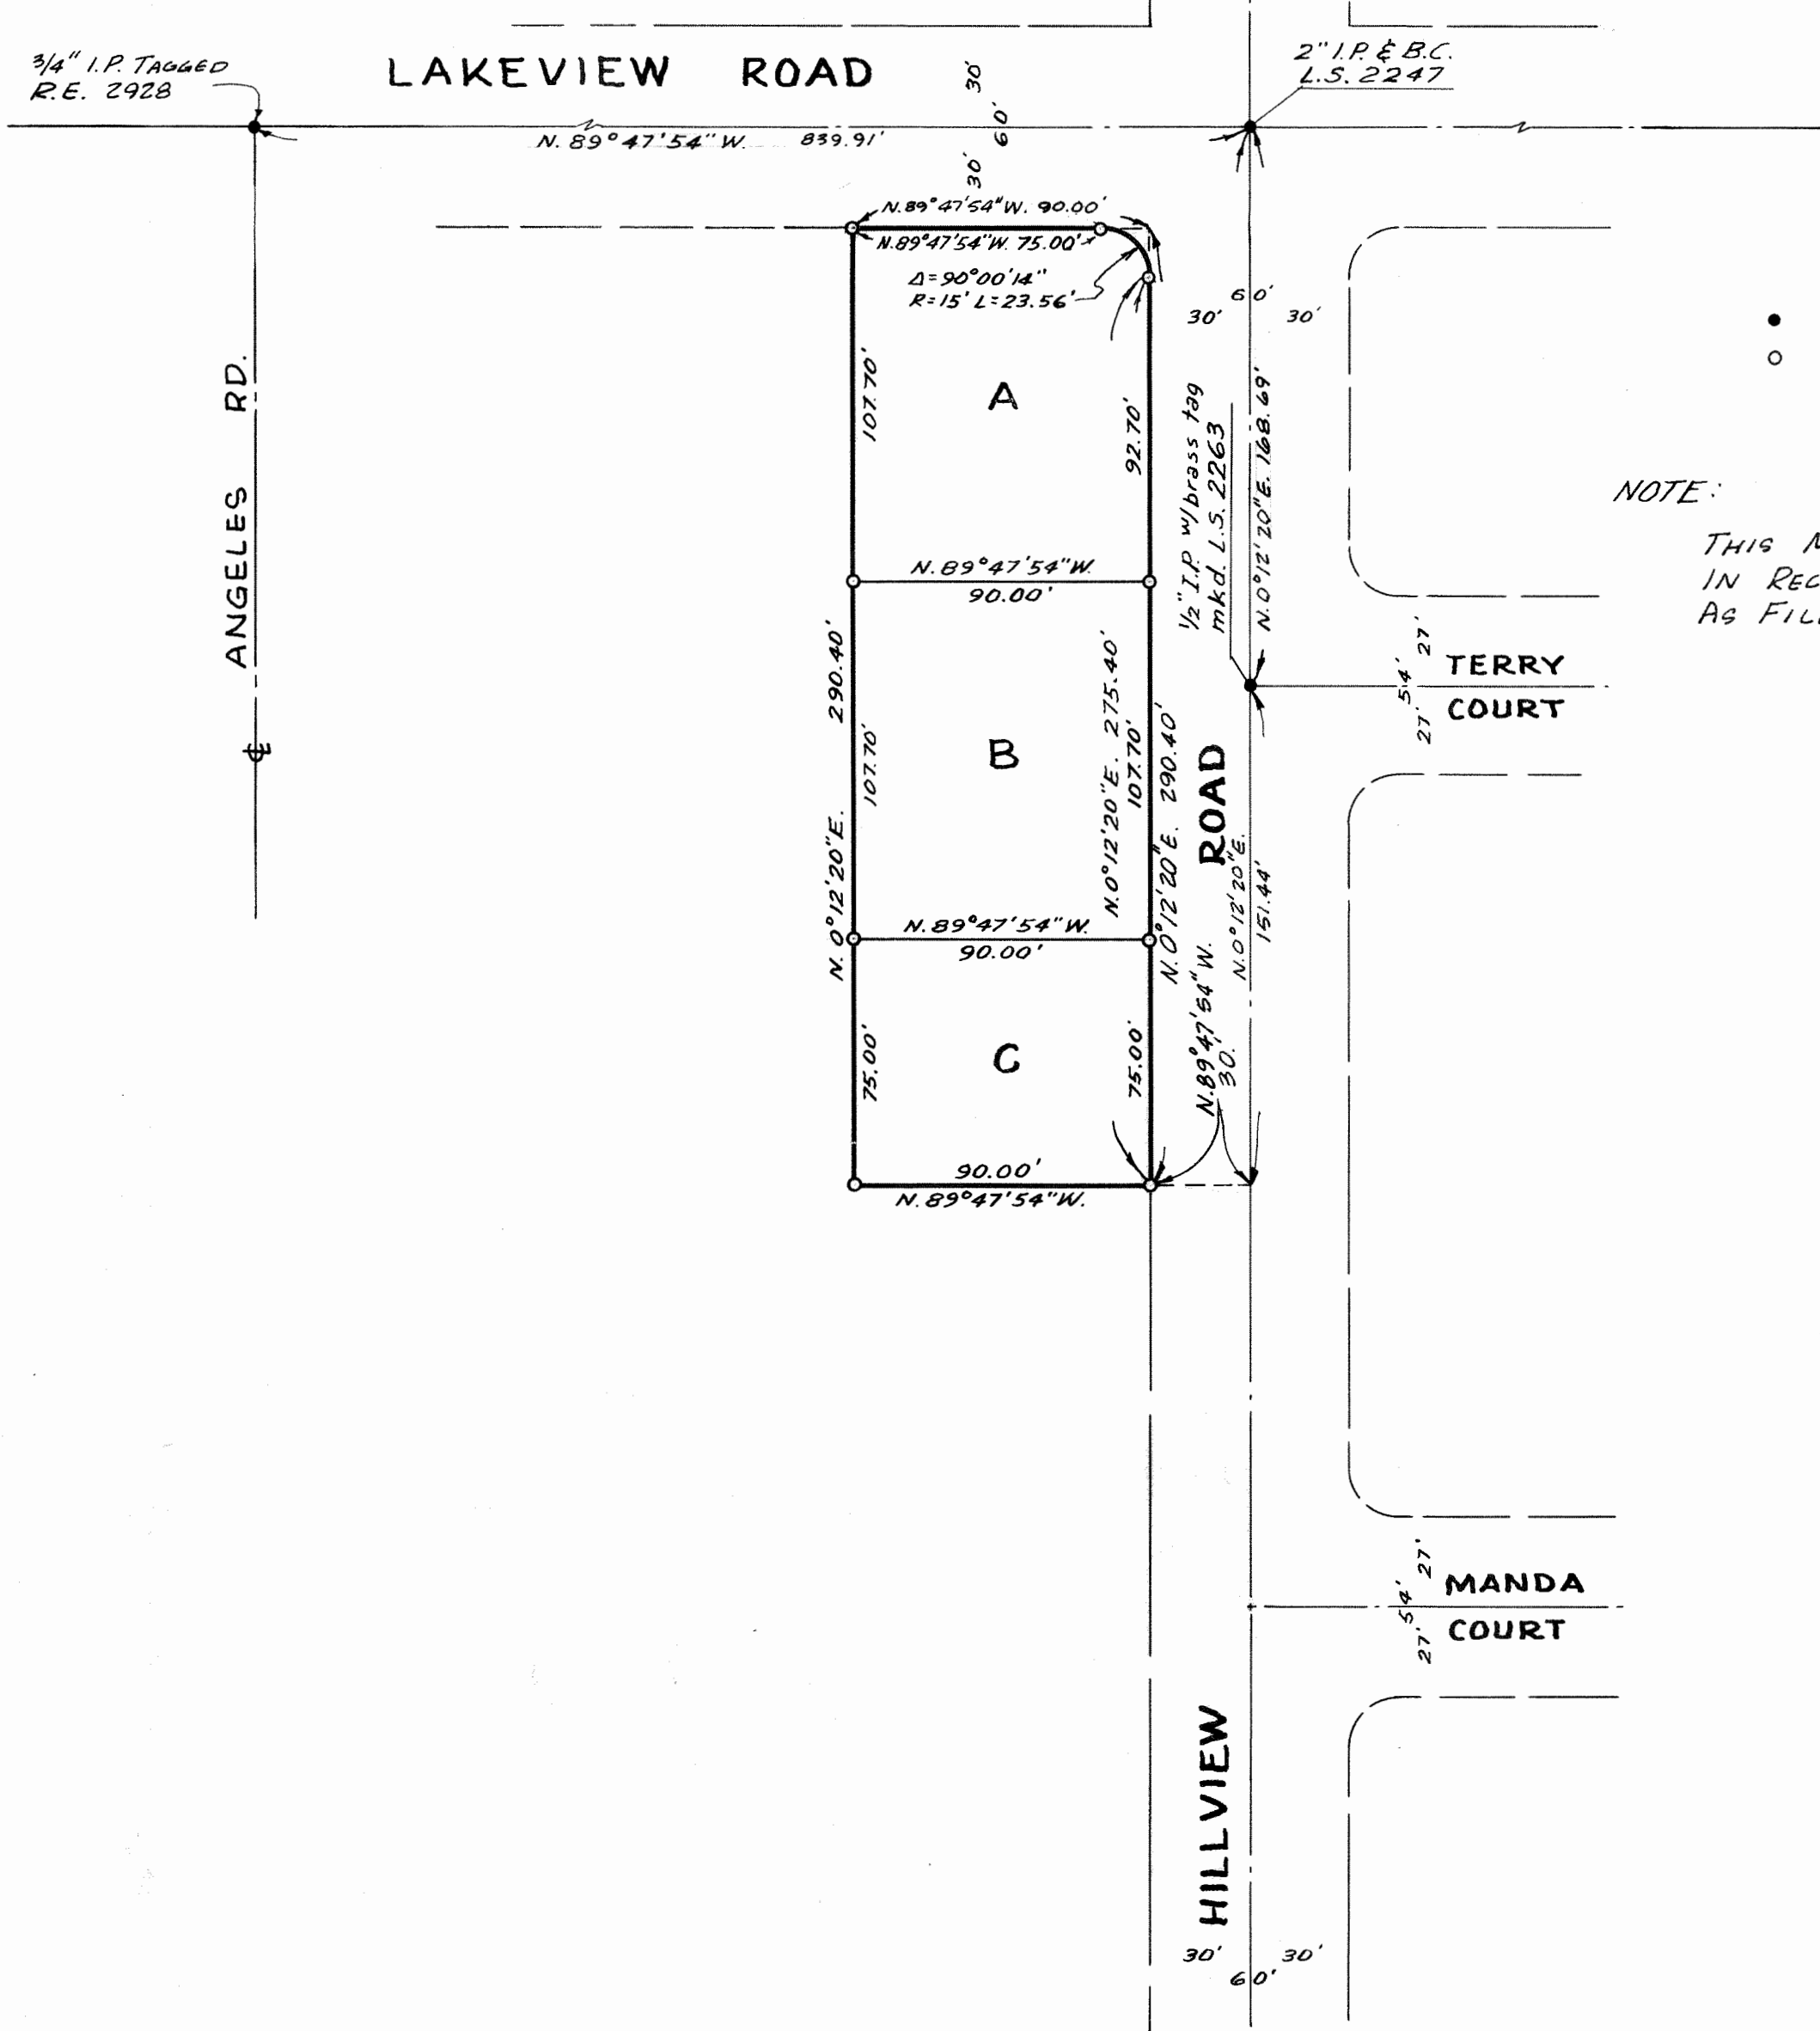 3/4" I.P. TAGGED
R.E. 2928
LAKEVIEW ROAD
2" I.P. & B.C.
L.S. 2247
30'
60'
30'
N. 89°47'54" W. 839.91'
N. 89°47'54" W. 90.00'
N. 89°47'54" W. 75.00'
Δ=90°00'14"
R=15' L=23.56'
60'
30' 30'
ANGELES RD.
℄
107.70'
A
92.70'
1/2" I.P. w/brass tag
mkd. L.S. 2263
N. 0°12'20" E. 168.69'
NOTE:
THIS
IN REC
AS FIL
N. 89°47'54" W.
90.00'
27'
54'
27'
TERRY
COURT
N. 0°12'20" E. 290.40'
107.70'
B
N. 0°12'20" E. 275.40'
107.70'
N. 0°12'20" E. 290.40'
ROAD
N. 0°12'20" E.
151.44'
N. 89°47'54" W.
90.00'
N. 89°47'54" W.
30.'
75.00'
C
75.00'
90.00'
N. 89°47'54" W.
27'
54'
27'
MANDA
COURT
HILLVIEW
30' 30'
60'